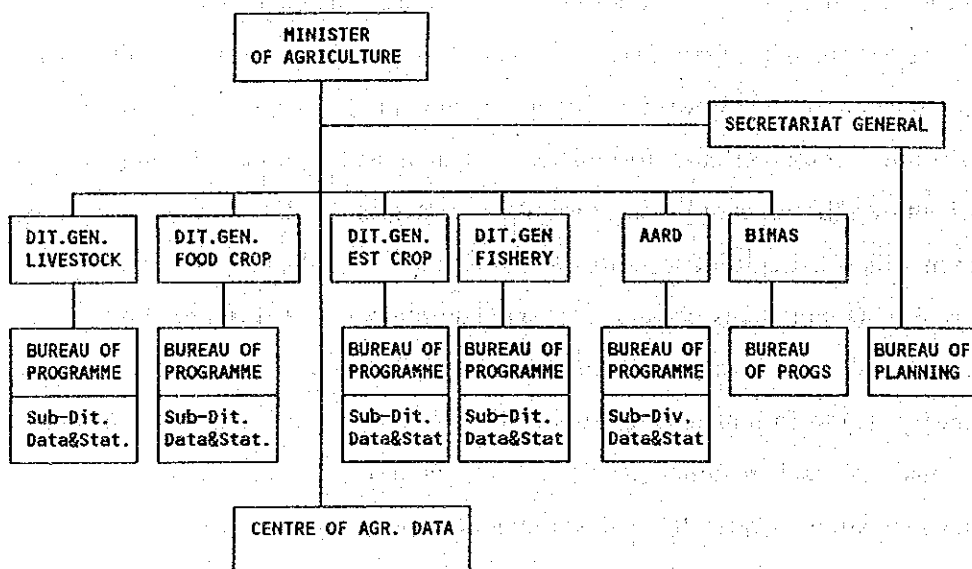 MINISTER
OF AGRICULTURE
SECRETARIAT GENERAL
DIT.GEN.
LIVESTOCK
DIT.GEN.
FOOD CROP
DIT.GEN.
EST CROP
DIT.GEN
FISHERY
AARD
BIMAS
BUREAU OF
PROGRAMME
Sub-Dit.
Data&Stat.
BUREAU OF
PROGRAMME
Sub-Dit.
Data&Stat.
BUREAU OF
PROGRAMME
Sub-Dit.
Data&Stat
BUREAU OF
PROGRAMME
Sub-Dit.
Data&Stat
BUREAU OF
PROGRAMME
Sub-Div.
Data&Stat
BUREAU
OF PROGS
BUREAU OF
PLANNING
CENTRE OF AGR. DATA